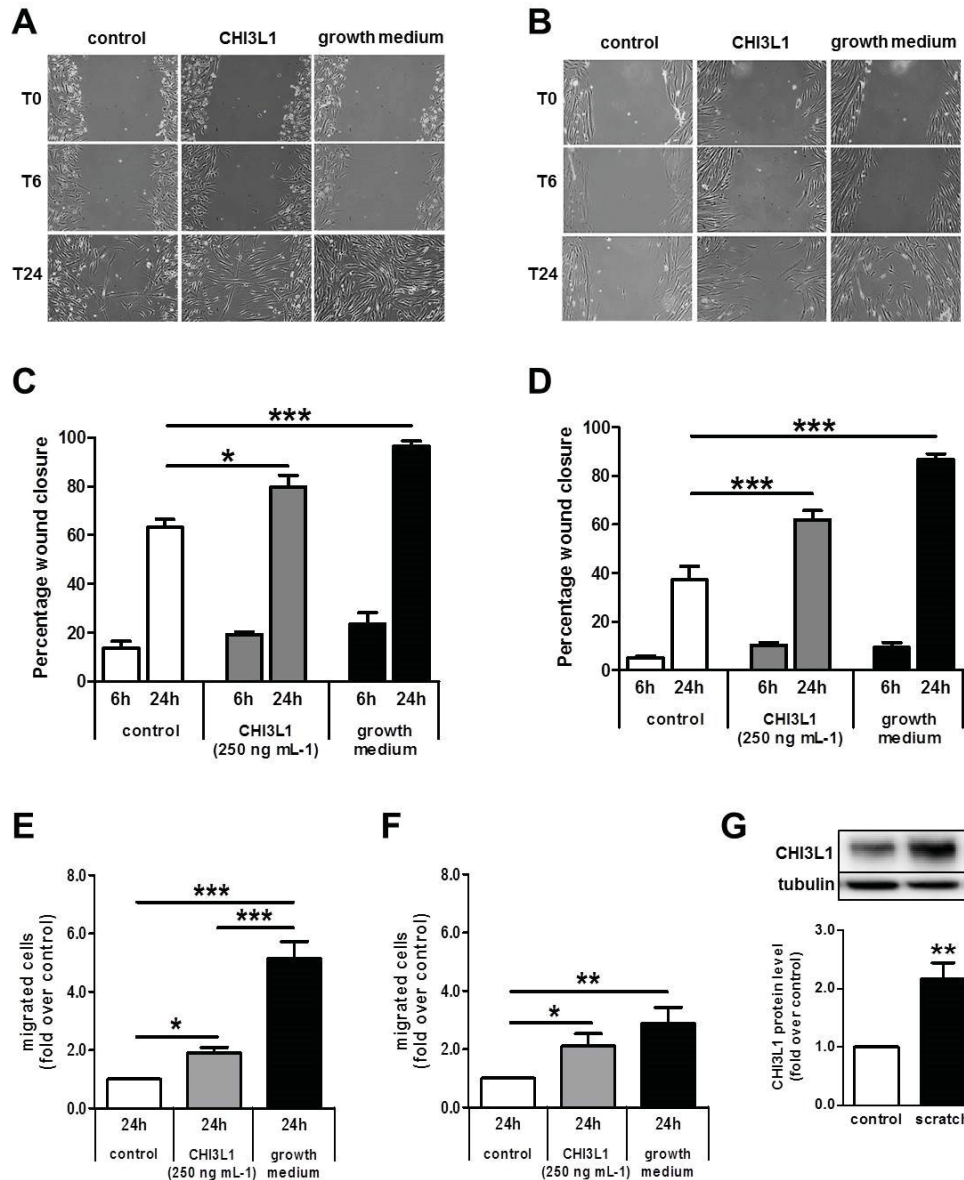 A
control CHI3L1 growth medium
T0
T6
T24
B
control CHI3L1 growth medium
T0
T6
T24
C
Percentage wound closure
100
80
60
40
20
0
***
*
6h 24h 6h 24h 6h 24h
control CHI3L1 growth
(250 ng mL-1) medium
D
Percentage wound closure
100
80
60
40
20
0
***
***
6h 24h 6h 24h 6h 24h
control CHI3L1 growth
(250 ng mL-1) medium
E
migrated cells
(fold over control)
8.0
6.0
4.0
2.0
0.0
***
***
*
24h 24h 24h
control CHI3L1 growth
(250 ng mL-1) medium
F
migrated cells
(fold over control)
8.0
6.0
4.0
2.0
0.0
**
*
24h 24h 24h
control CHI3L1 growth
(250 ng mL-1) medium
G
CHI3L1
tubulin
CHI3L1 protein level
(fold over control)
3.0
2.0
1.0
0.0
**
control scratch